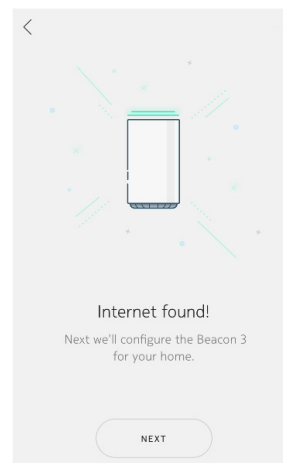 Internet found!
Next we'll configure the Beacon 3
for your home.
NEXT